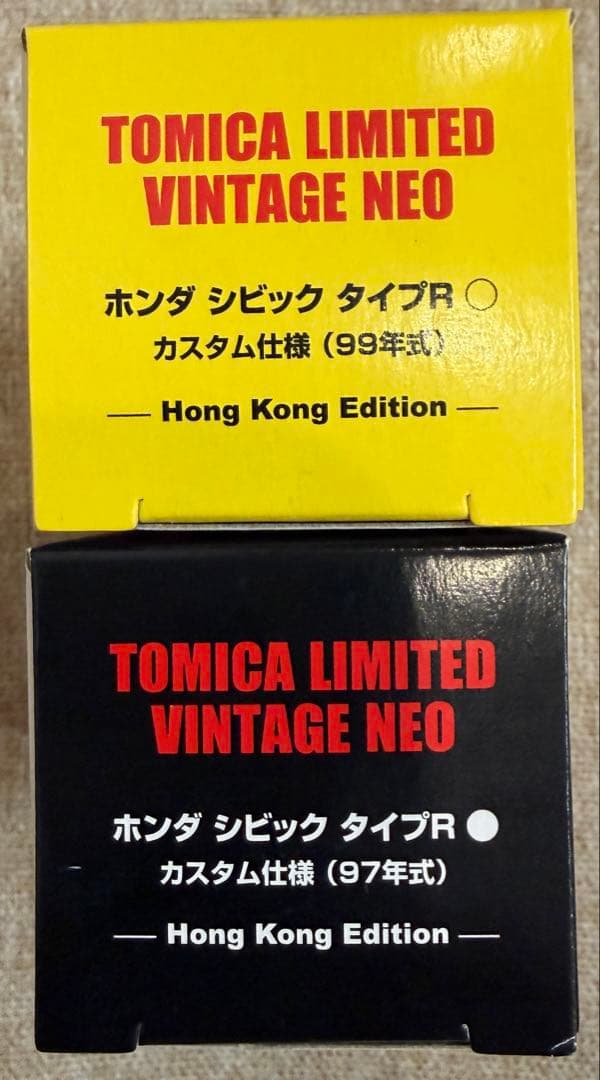 TOMICA LIMITED
VINTAGE NEO
ホンダ シビック タイプR ○
カスタム仕様（99年式）
— Hong Kong Edition —
TOMICA LIMITED
VINTAGE NEO
ホンダ シビック タイプR ●
カスタム仕様（97年式）
— Hong Kong Edition —